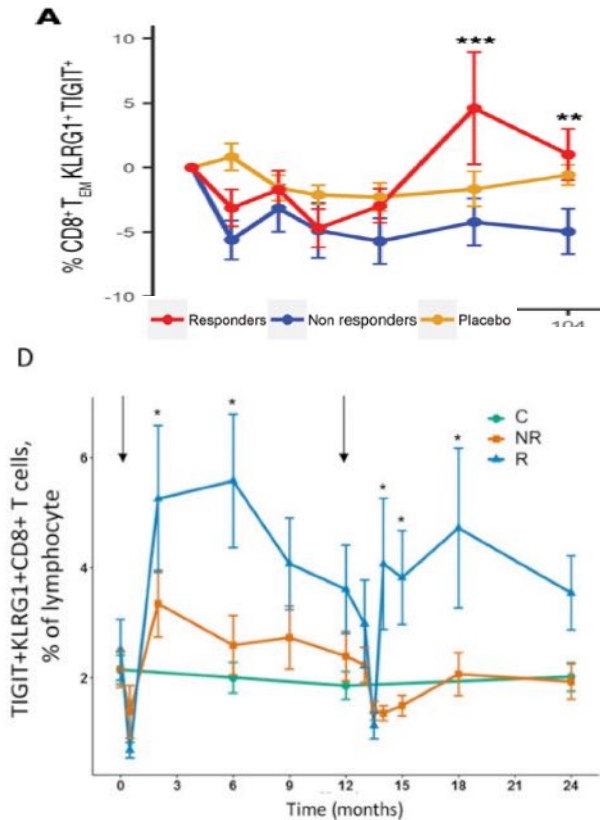 A
***
**
10
5
0
-5
-10
% CD8+ TEM KLRG1+TIGIT+
Responders Non responders Placebo
104
D
C
NR
R
* * * * *
6
4
2
TIGIT+KLRG1+CD8+ T cells,
% of lymphocyte
0 3 6 9 12 15 18 21 24
Time (months)